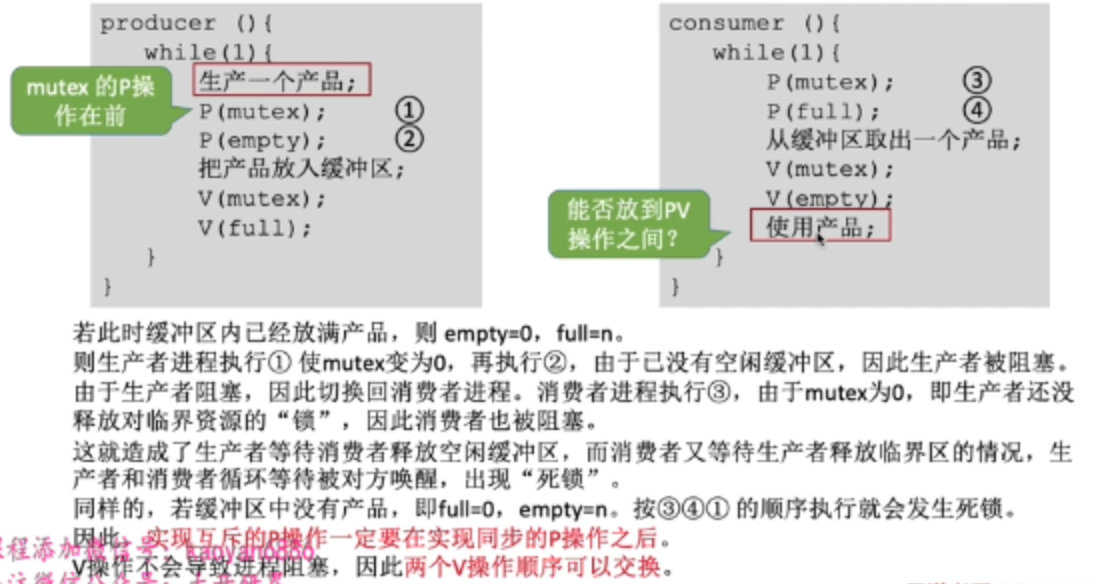 producer (){
while(1){
生产一个产品;
mutex 的P操
作在前
P(mutex); ①
P(empty); ②
把产品放入缓冲区;
V(mutex);
V(full);
}
}
consumer (){
while(1){
P(mutex); ③
P(full); ④
从缓冲区取出一个产品;
V(mutex);
V(empty);
能否放到PV
操作之间？
使用产品;
}
}
若此时缓冲区内已经放满产品，则 empty=0，full=n。
则生产者进程执行① 使mutex变为0，再执行②，由于已没有空闲缓冲区，因此生产者被阻塞。
由于生产者阻塞，因此切换回消费者进程。消费者进程执行③，由于mutex为0，即生产者还没
释放对临界资源的“锁”，因此消费者也被阻塞。
这就造成了生产者等待消费者释放空闲缓冲区，而消费者又等待生产者释放临界区的情况，生
产者和消费者循环等待被对方唤醒，出现“死锁”。
同样的，若缓冲区中没有产品，即full=0，empty=n。按③④① 的顺序执行就会发生死锁。
因此，实现互斥的P操作一定要在实现同步的P操作之后。
V操作不会导致进程阻塞，因此两个V操作顺序可以交换。